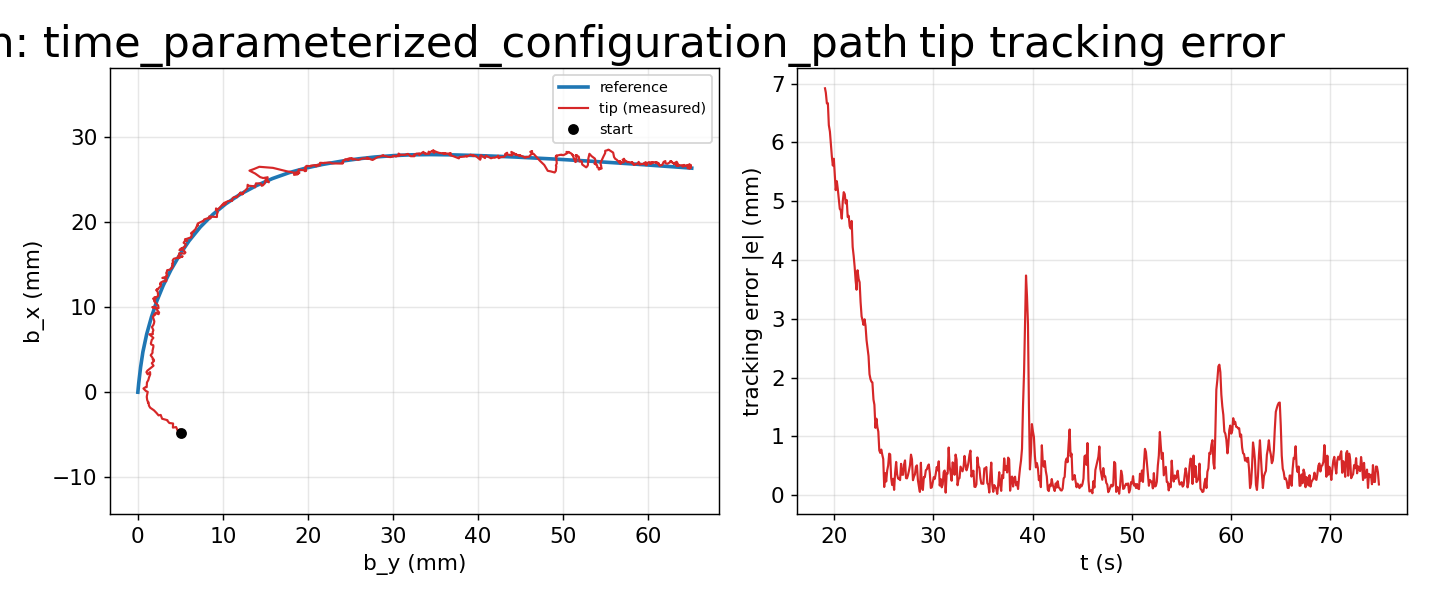 n: time_parameterized_configuration_path tip tracking error
reference
tip (measured)
start
30
20
10
0
−10
b_x (mm)
0 10 20 30 40 50 60
b_y (mm)
7
6
5
4
3
2
1
0
tracking error |e| (mm)
20 30 40 50 60 70
t (s)